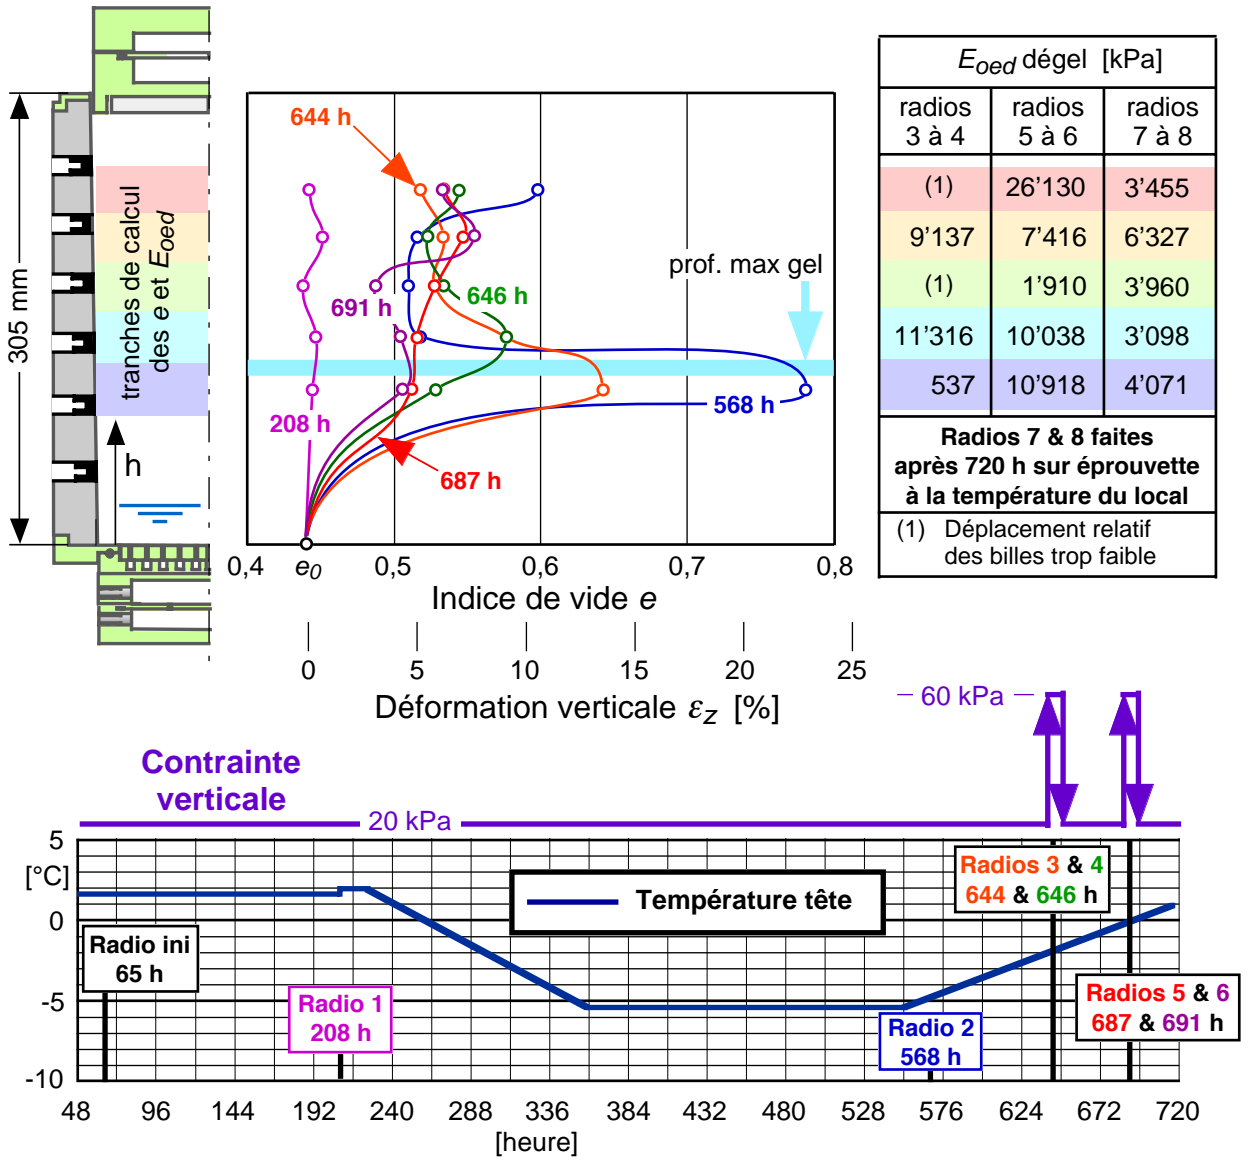 305 mm
tranches de calcul
des e et Eoed
h
644 h
691 h
646 h
prof. max gel
208 h
568 h
687 h
0,4
e0
0,5
0,6
0,7
0,8
Indice de vide e
0
5
10
15
20
25
Déformation verticale εz [%]
Eoed dégel [kPa]
radios 3 à 4
radios 5 à 6
radios 7 à 8
(1) 26’130 3’455
9’137 7’416 6’327
(1) 1’910 3’960
11’316 10’038 3’098
537 10’918 4’071
Radios 7 & 8 faites
après 720 h sur éprouvette
à la température du local
(1) Déplacement relatif
des billes trop faible
60 kPa
Contrainte
verticale
20 kPa
5
[°C]
0
-5
-10
Température tête
Radio ini
65 h
Radio 1
208 h
Radio 2
568 h
Radios 3 & 4
644 & 646 h
Radios 5 & 6
687 & 691 h
48 96 144 192 240 288 336 384 432 480 528 576 624 672 720
[heure]